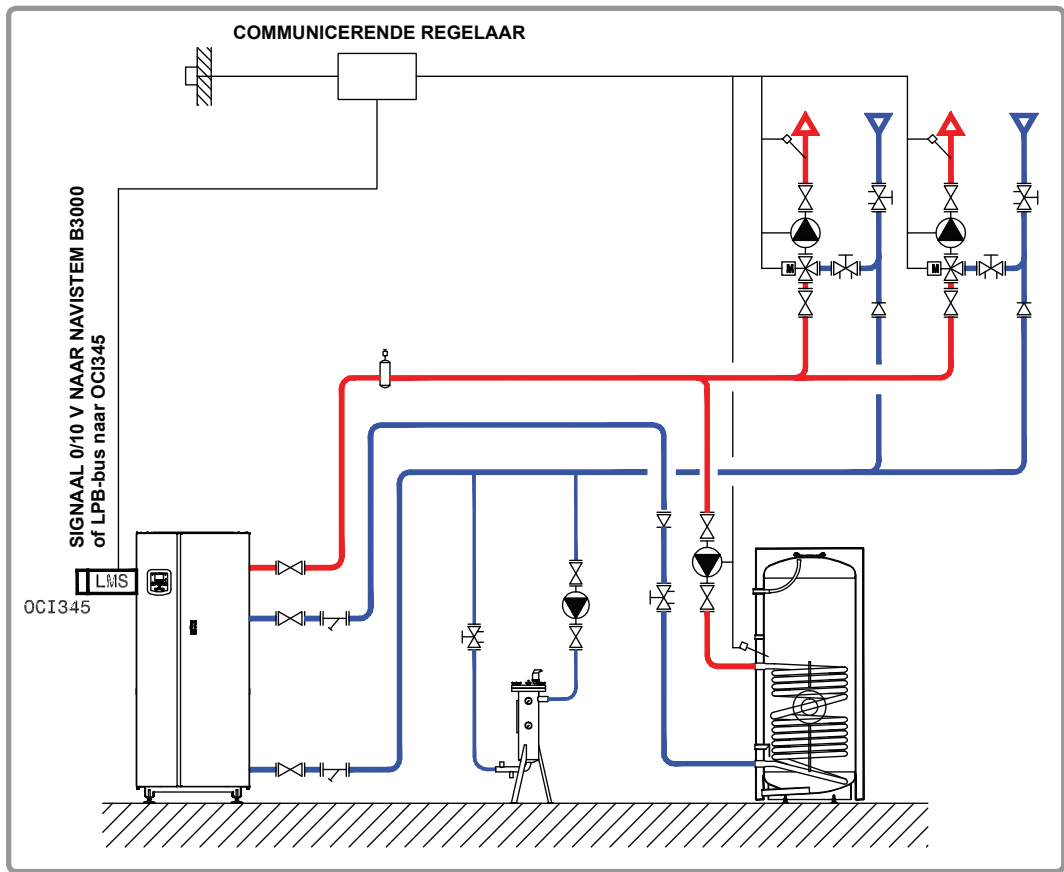 COMMUNICERENDE REGELAAR
SIGNAAL 0/10 V NAAR NAVISTEM B3000
of LPB-bus naar OCI345
M
M
LMS
OCI345